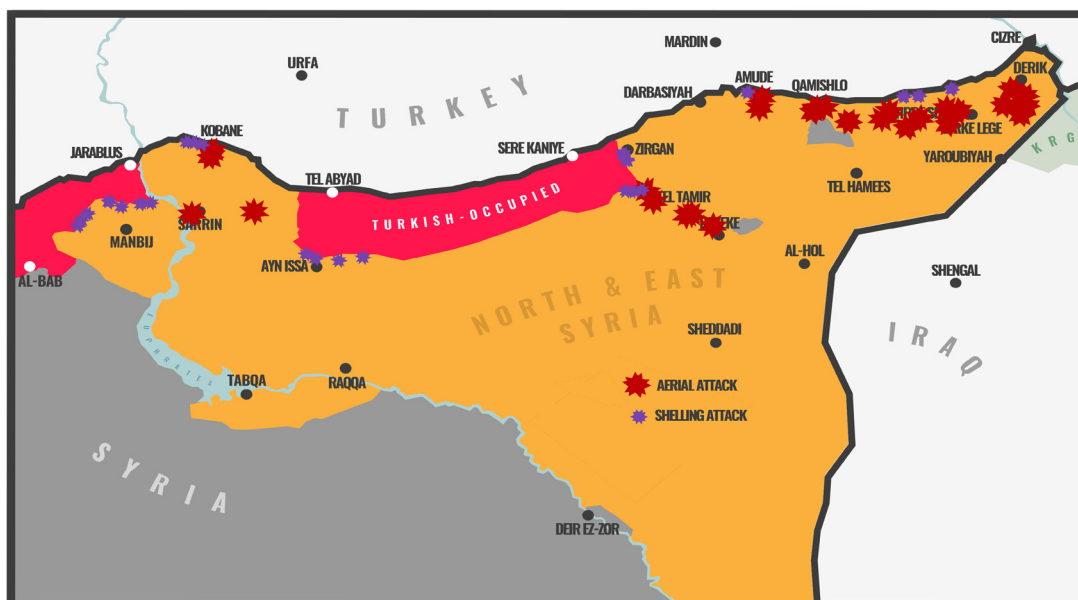 MARDIN
CIZRE
URFA
DERIK
AMUDE
QAMISHLO
TURKEY
DARBASIYAH
KOBANE
JARABLUS
SERE KANIYE
ZIRGAN
YAROUBIYAH
KRG
TEL ABYAD
TEL HAMEES
TURKISH-OCCUPIED
SARRIN
MANBIJ
AYN ISSA
AL-HOL
AL-BAB
SHENGAL
NORTH & EAST
SYRIA
IRAQ
SHEDDADI
TABQA
RAQQA
AERIAL ATTACK
SHELLING ATTACK
SYRIA
DEIR EZ-ZOR